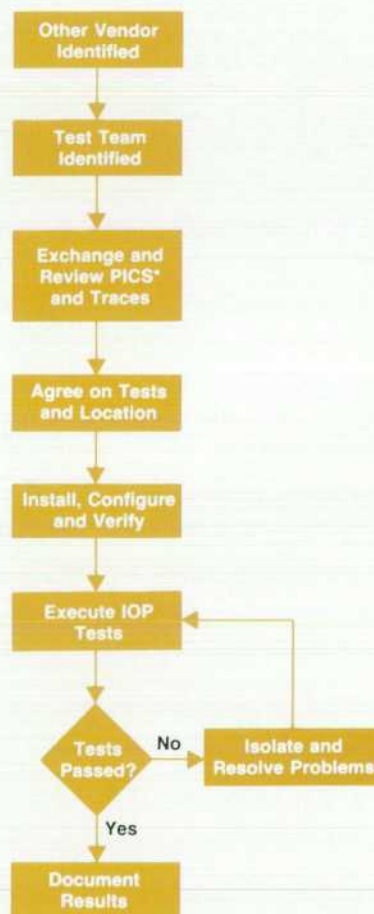 Other Vendor
Identified
Test Team
Identified
Exchange and
Review PICS*
and Traces
Agree on Tests
and Location
Install, Configure
and Verify
Execute IOP
Tests
Tests
Passed?
No
Isolate and
Resolve Problems
Yes
Document
Results